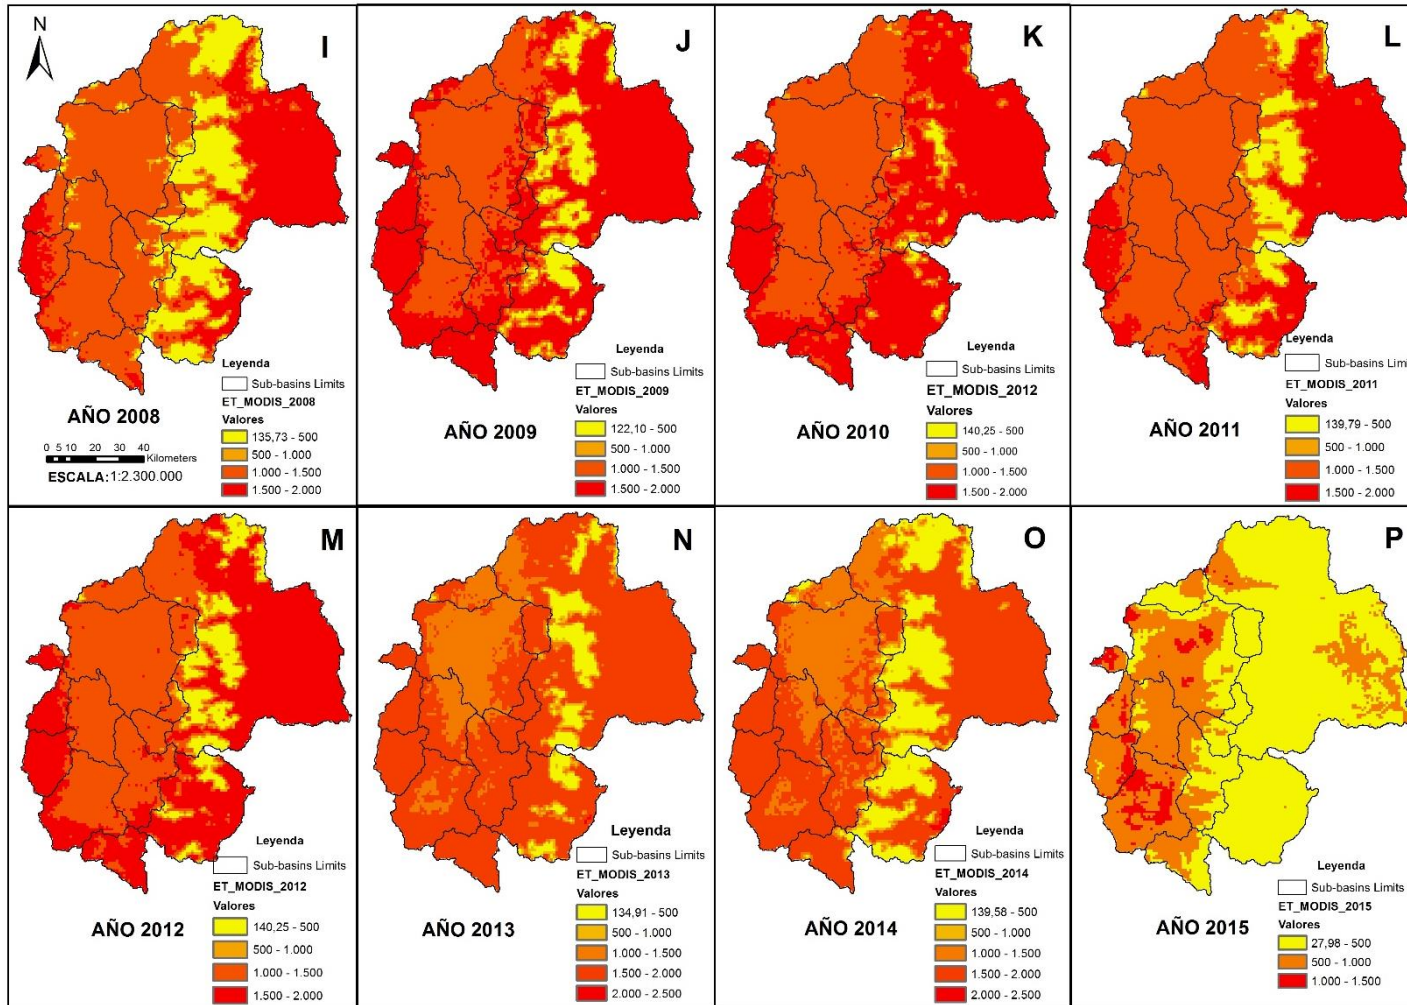 N
I
Leyenda
Sub-basins Limits
ET_MODIS_2008
Valores
135,73 - 500
500 - 1.000
1.000 - 1.500
1.500 - 2.000
AÑO 2008
0 5 10 20 30 40
Kilometers
ESCALA:1:2.300.000
J
Leyenda
Sub-basins Limits
ET_MODIS_2009
Valores
122,10 - 500
500 - 1.000
1.000 - 1.500
1.500 - 2.000
AÑO 2009
K
Leyenda
Sub-basins Limits
ET_MODIS_2012
Valores
140,25 - 500
500 - 1.000
1.000 - 1.500
1.500 - 2.000
AÑO 2010
L
Leyenda
Sub-basins Limit
ET_MODIS_2011
Valores
139,79 - 500
500 - 1.000
1.000 - 1.500
1.500 - 2.000
AÑO 2011
M
Leyenda
Sub-basins Limits
ET_MODIS_2012
Valores
140,25 - 500
500 - 1.000
1.000 - 1.500
1.500 - 2.000
AÑO 2012
N
Leyenda
Sub-basins Limits
ET_MODIS_2013
Valores
134,91 - 500
500 - 1.000
1.000 - 1.500
1.500 - 2.000
2.000 - 2.500
AÑO 2013
O
Leyenda
Sub-basins Limits
ET_MODIS_2014
Valores
139,58 - 500
500 - 1.000
1.000 - 1.500
1.500 - 2.000
2.000 - 2.500
AÑO 2014
P
Leyenda
Sub-basins Limits
ET_MODIS_2015
Valores
27,98 - 500
500 - 1.000
1.000 - 1.500
AÑO 2015